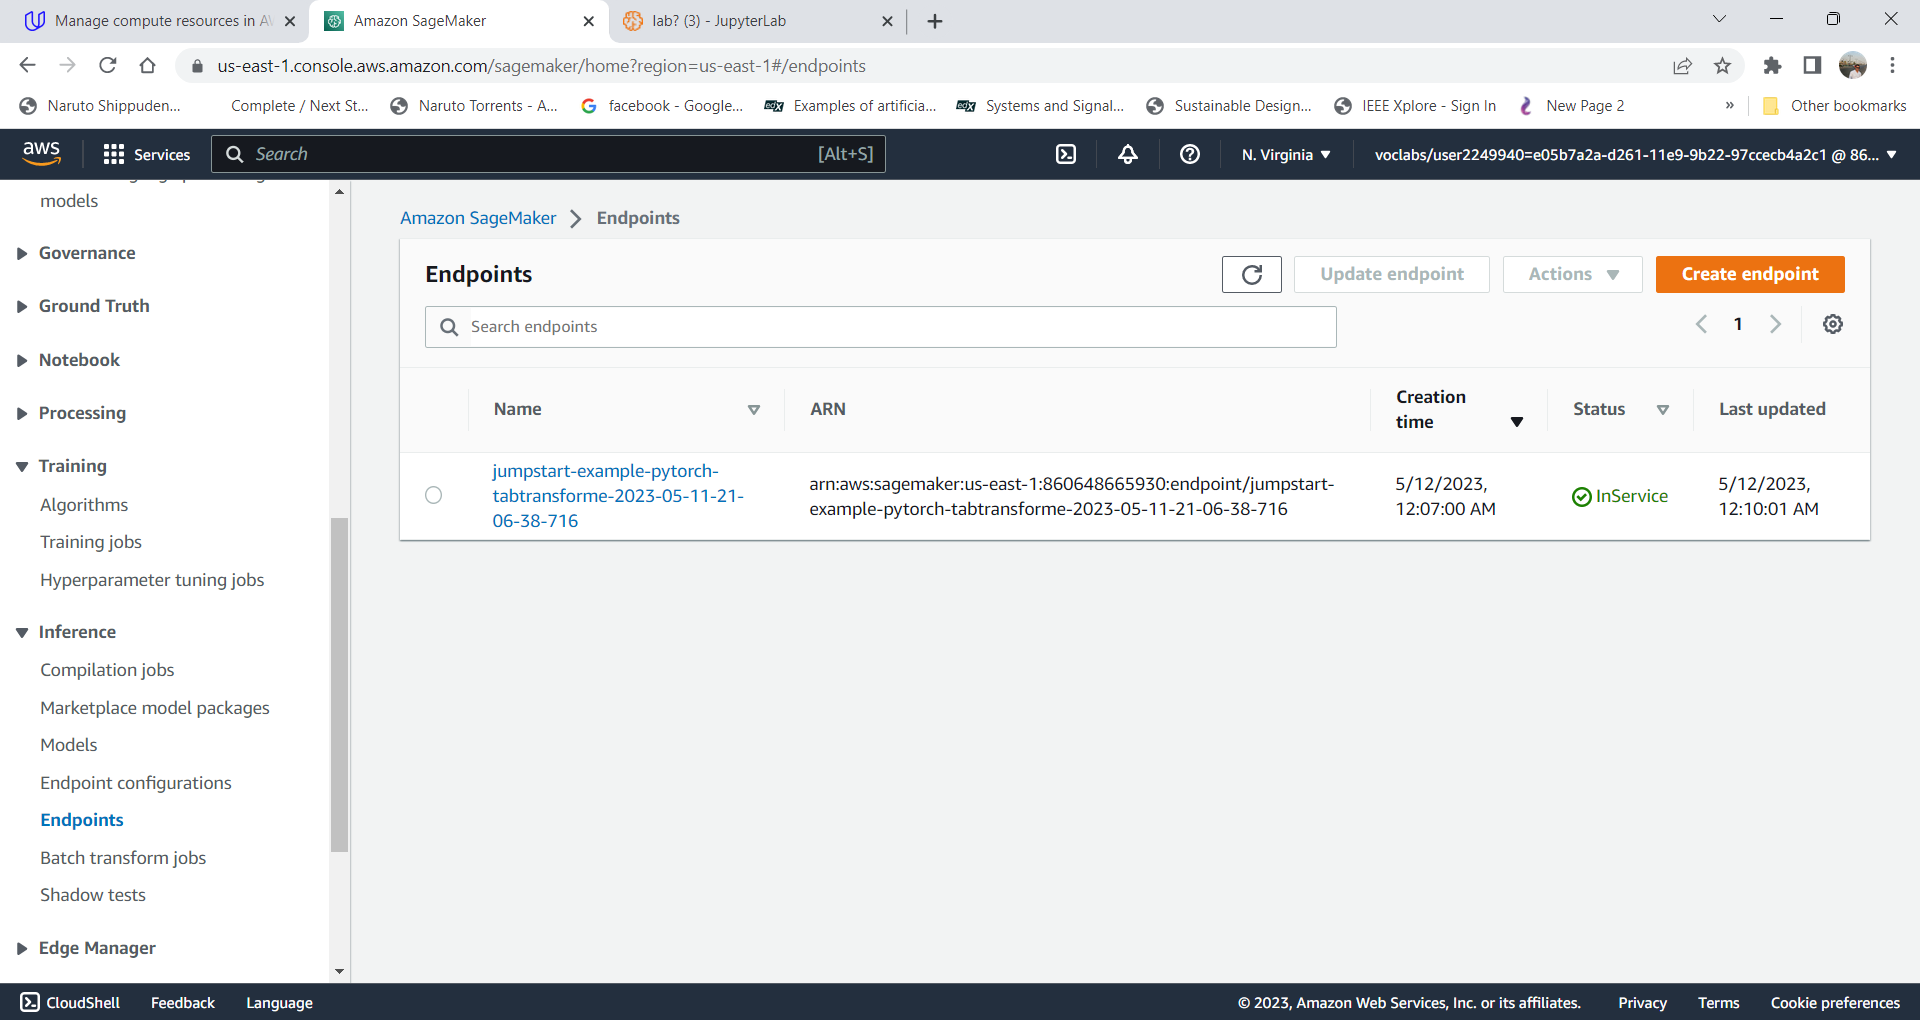 Manage compute resources in A
Amazon SageMaker
lab? (3) - JupyterLab
us-east-1.console.aws.amazon.com/sagemaker/home?region=us-east-1#/endpoints
Naruto Shippuden...
Complete / Next St...
Naruto Torrents - A...
facebook - Google...
Examples of artificia...
Systems and Signal...
Sustainable Design...
IEEE Xplore - Sign In
New Page 2
»
Other bookmarks
aws
Services
Search
[Alt+S]
N. Virginia
voclabs/user2249940=e05b7a2a-d261-11e9-9b22-97ccecb4a2c1 @ 86...
models
Governance
Ground Truth
Notebook
Processing
Training
Algorithms
Training jobs
Hyperparameter tuning jobs
Inference
Compilation jobs
Marketplace model packages
Models
Endpoint configurations
Endpoints
Batch transform jobs
Shadow tests
Edge Manager
Amazon SageMaker
Endpoints
Endpoints
Update endpoint
Actions
Create endpoint
Search endpoints
1
Name
ARN
Creation
time
Status
Last updated
jumpstart-example-pytorch-
tabtransforme-2023-05-11-21-
06-38-716
arn:aws:sagemaker:us-east-1:860648665930:endpoint/jumpstart-
example-pytorch-tabtransforme-2023-05-11-21-06-38-716
5/12/2023,
12:07:00 AM
InService
5/12/2023,
12:10:01 AM
CloudShell
Feedback
Language
© 2023, Amazon Web Services, Inc. or its affiliates.
Privacy
Terms
Cookie preferences